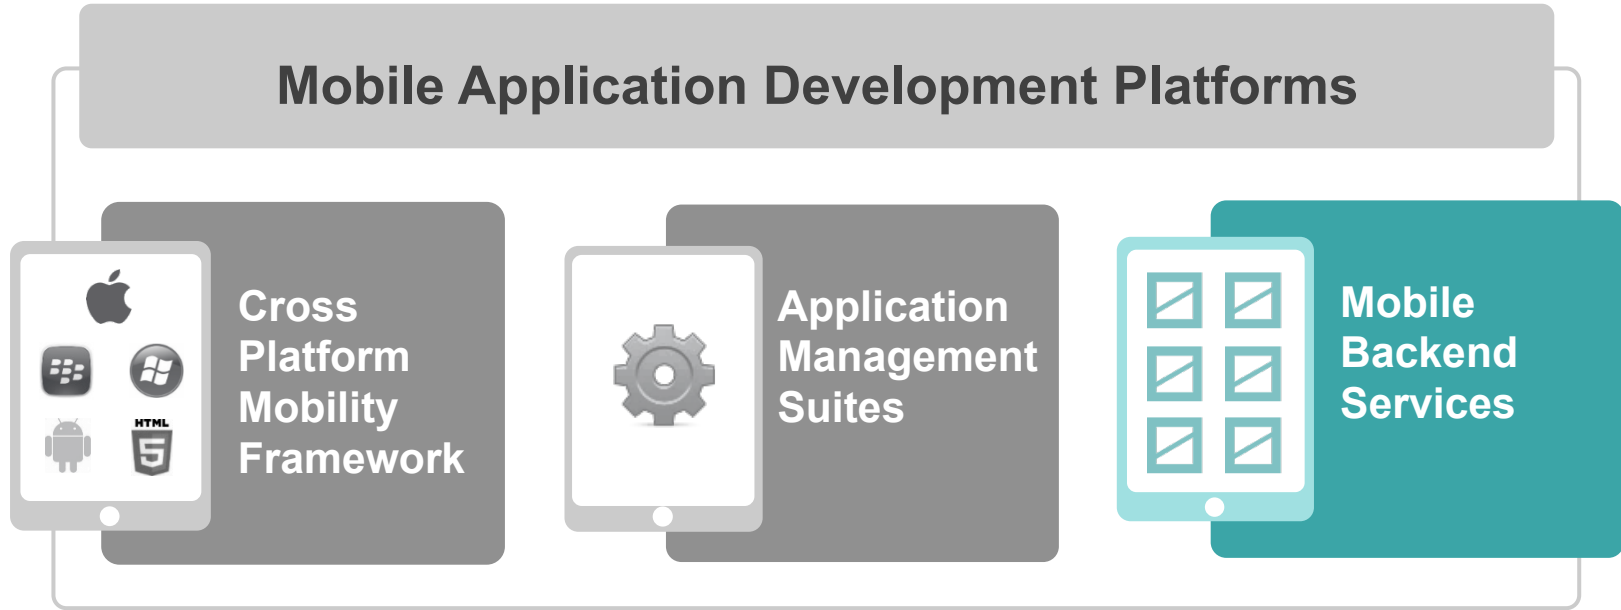 Mobile Application Development Platforms
Cross
Platform
Mobility
Framework
HTML
5
Application
Management
Suites
Mobile
Backend
Services